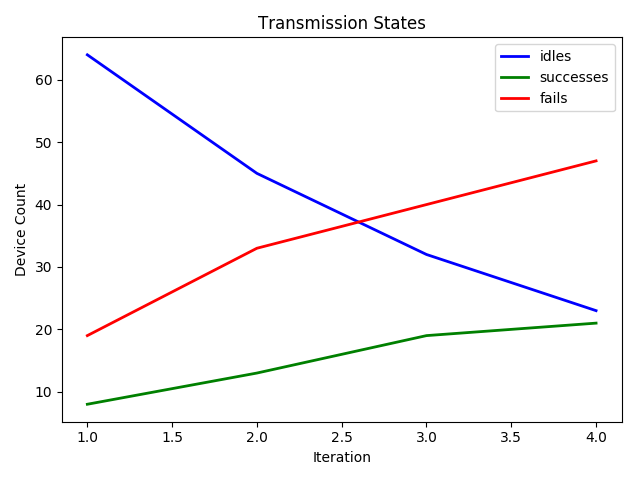 Transmission States
idles
successes
fails
Device Count
60
50
40
30
20
10
1.0 1.5 2.0 2.5 3.0 3.5 4.0
Iteration